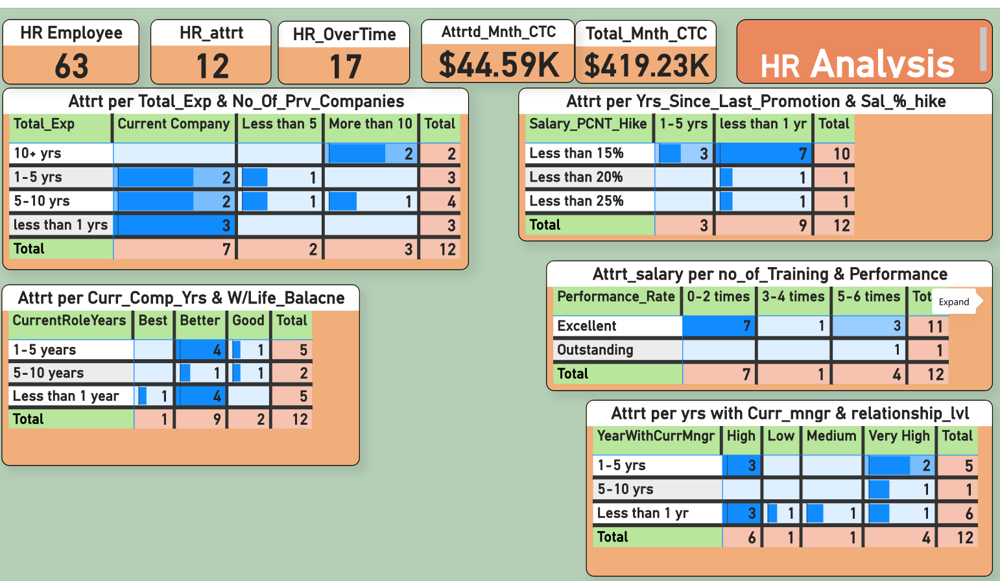 HR Employee
63
HR_attrt
12
HR_OverTime
17
Attrtd_Mnth_CTC
$44.59K
Total_Mnth_CTC
$419.23K
HR Analysis
Attrt per Total_Exp & No_Of_Prv_Companies
Total_Exp Current Company Less than 5 More than 10 Total
10+ yrs 2 2
1-5 yrs 2 1 3
5-10 yrs 2 1 1 4
less than 1 yrs 3 3
Total 7 2 3 12
Attrt per Yrs_Since_Last_Promotion & Sal_%_hike
Salary_PCNT_Hike 1-5 yrs less than 1 yr Total
Less than 15% 3 7 10
Less than 20% 1 1
Less than 25% 1 1
Total 3 9 12
Attrt per Curr_Comp_Yrs & W/Life_Balacne
CurrentRoleYears Best Better Good Total
1-5 years 4 1 5
5-10 years 1 1 2
Less than 1 year 1 4 5
Total 1 9 2 12
Attrt_salary per no_of_Training & Performance
Performance_Rate 0-2 times 3-4 times 5-6 times Tot
Expand
Excellent 7 1 3 11
Outstanding 1 1
Total 7 1 4 12
Attrt per yrs with Curr_mngr & relationship_lvl
YearWithCurrMngr High Low Medium Very High Total
1-5 yrs 3 2 5
5-10 yrs 1 1
Less than 1 yr 3 1 1 1 6
Total 6 1 1 4 12